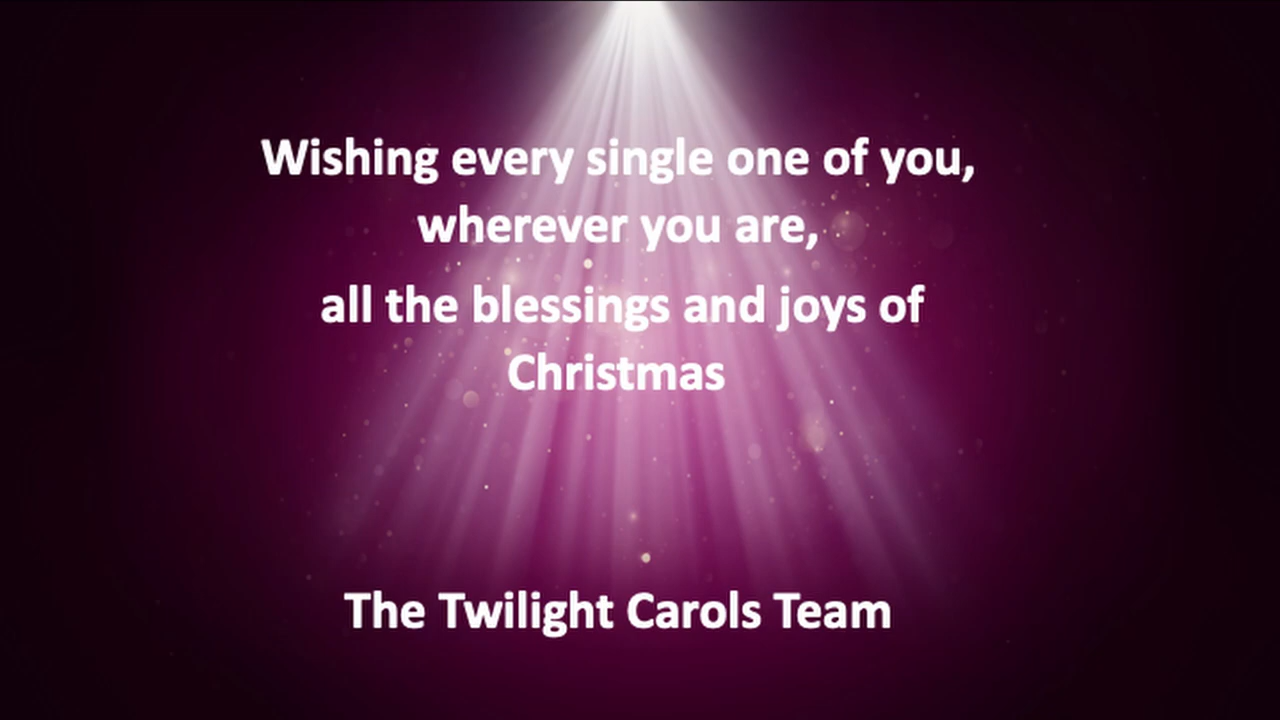 Wishing every single one of you,
wherever you are,
all the blessings and joys of
Christmas
The Twilight Carols Team